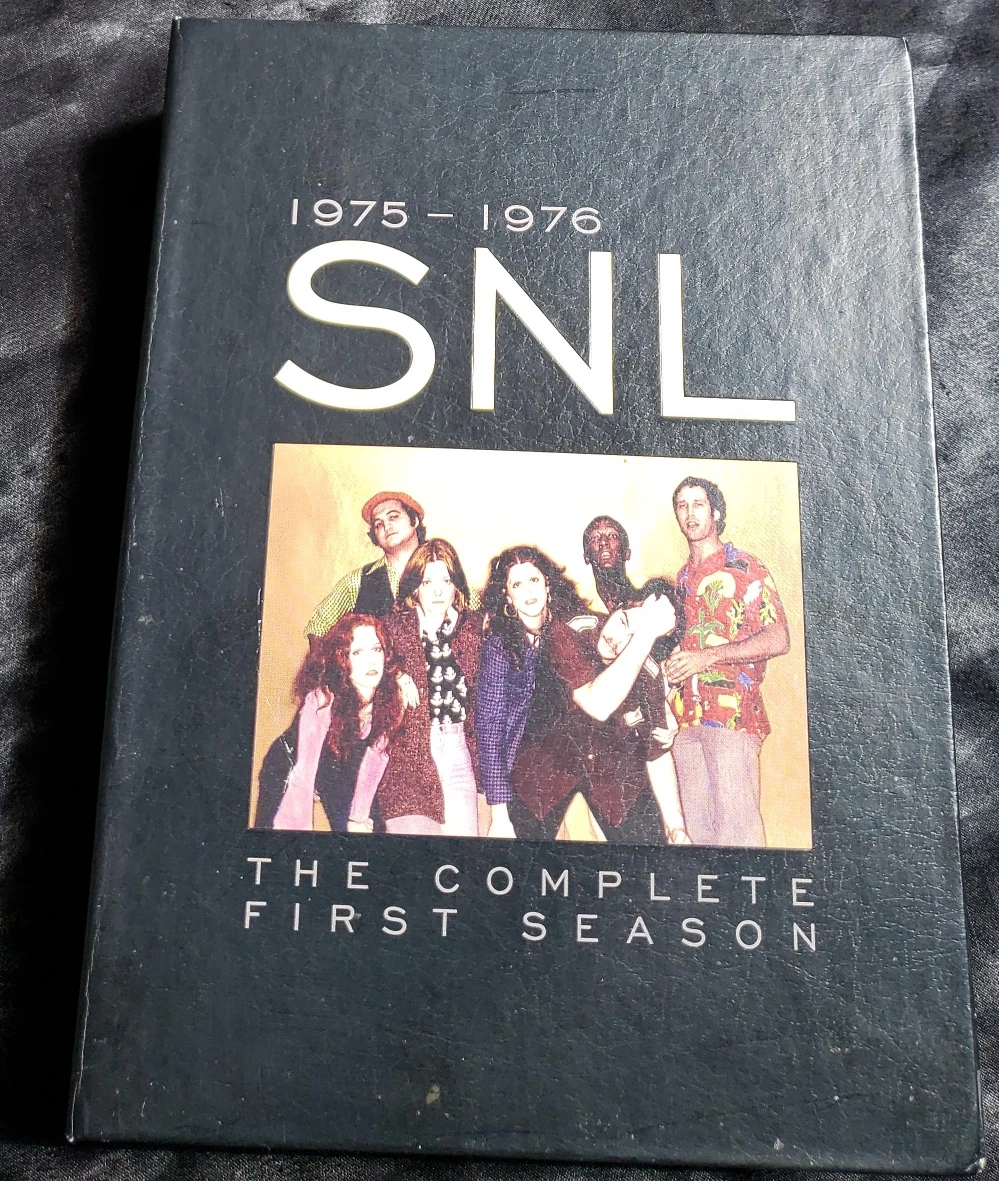 1975 – 1976
SNL
THE COMPLETE
FIRST SEASON